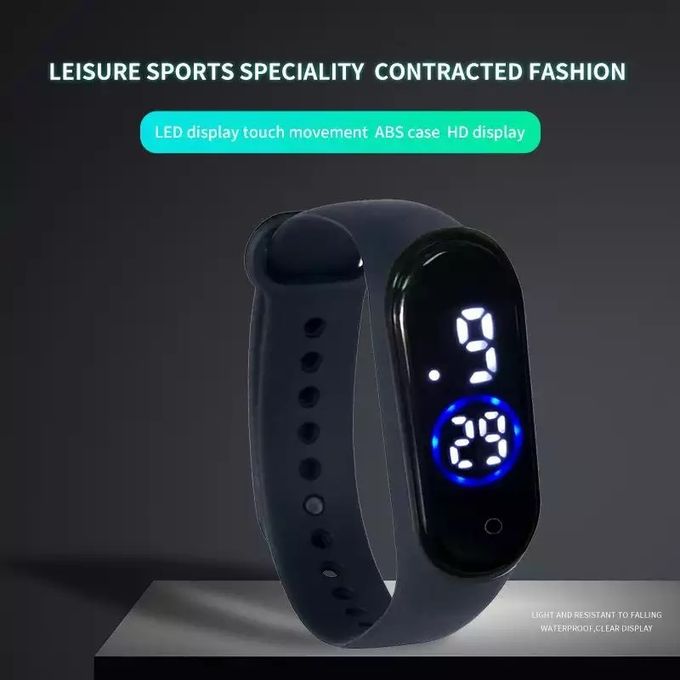 LEISURE SPORTS SPECIALITY CONTRACTED FASHION
LED display touch movement ABS case HD display
9
29
LIGHT AND RESISTANT TO FALLING
WATERPROOF,CLEAR DISPLAY